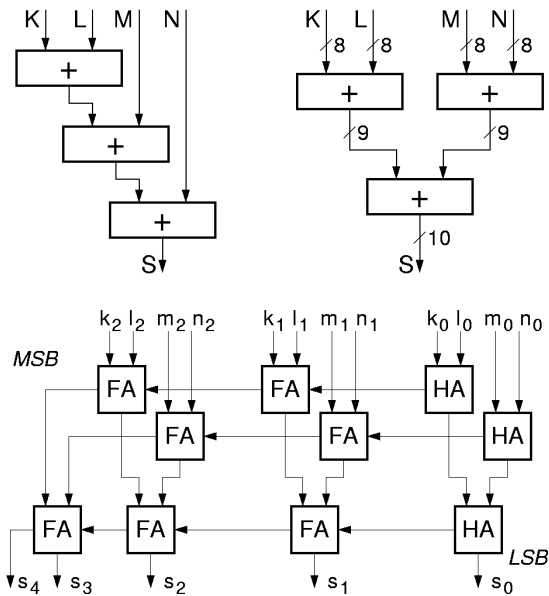 K L M N
K L M N
8 8 8 8
+
+ +
9 9
+
+
+
10
S
S
k₂ l₂ m₂ n₂ k₁ l₁ m₁ n₁ k₀ l₀ m₀ n₀
MSB
FA FA HA
FA FA HA
FA FA FA HA
LSB
s₄ s₃ s₂ s₁ s₀